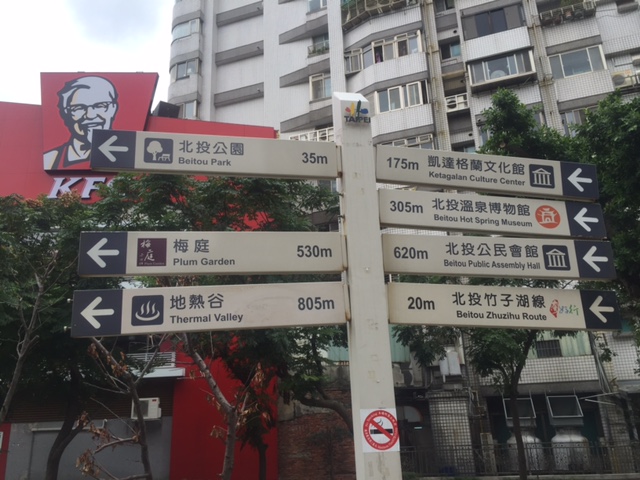 TAIPEI
KF
北投公園
Beitou Park
35m
175m
凱達格蘭文化館
Ketagalan Culture Center
305m
北投溫泉博物館
Beitou Hot Spring Museum
梅庭
梅庭
Plum Garden
530m
620m
北投公民會館
Beitou Public Assembly Hall
地熱谷
Thermal Valley
805m
20m
北投竹子湖線
Beitou Zhuzihu Route